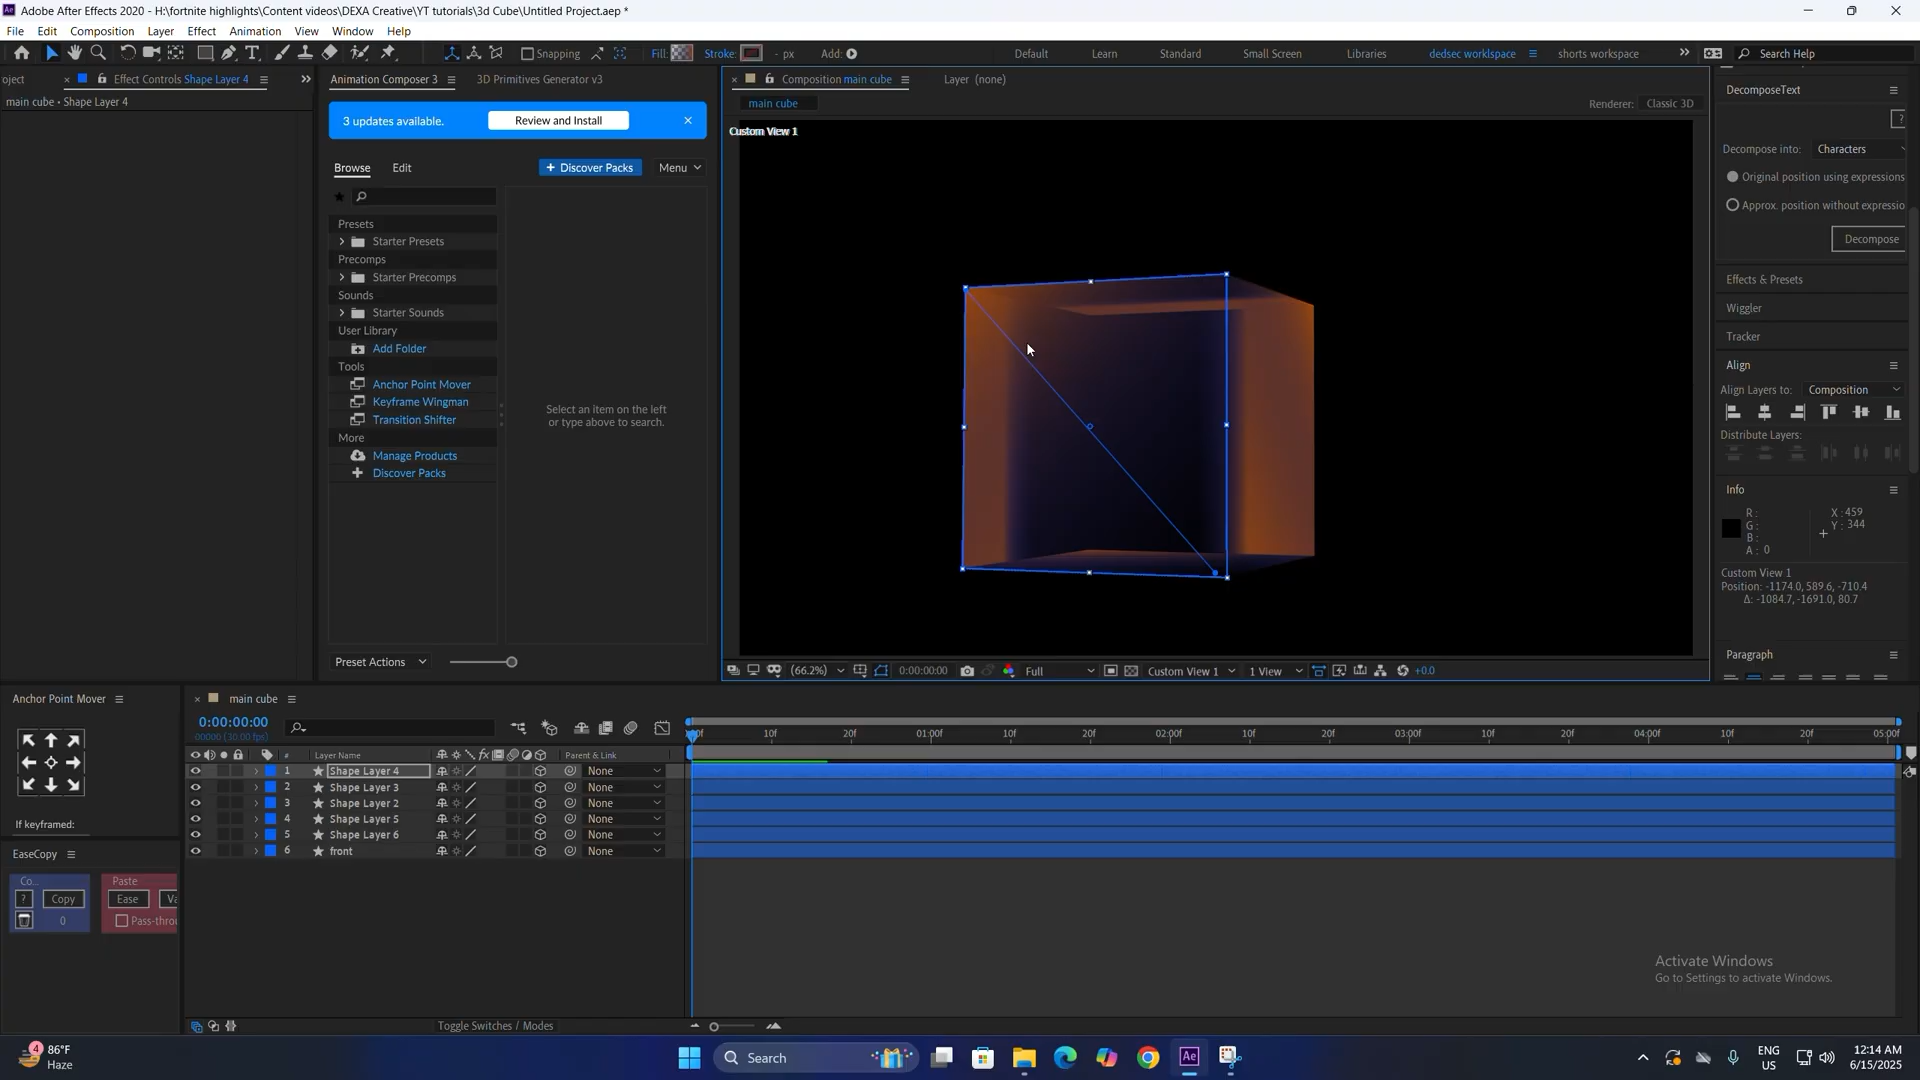 Adobe After Effects 2020 - H:\fortnite highlights\Content videos\DEXA Creative\YT tutorials\3d Cube\Untitled Project.aep *
File Edit Composition Layer Effect Animation View Window Help
Snapping Fill: Stroke: - px Add: Default Learn Standard Small Screen Libraries dedsec worklspace shorts workspace Search Help
oject Effect Controls Shape Layer 4
main cube • Shape Layer 4
Animation Composer 3 3D Primitives Generator v3
3 updates available. Review and Install
Browse Edit + Discover Packs Menu
Presets
Starter Presets
Precomps
Starter Precomps
Sounds
Starter Sounds
User Library
Add Folder
Tools
Anchor Point Mover
Keyframe Wingman
Transition Shifter
More
Manage Products
Discover Packs
Select an item on the left
or type above to search.
Preset Actions
Composition main cube Layer (none)
main cube Renderer: Classic 3D
Custom View 1
(66.2%) 0:00:00:00 Full Custom View 1 1 View +0.0
DecomposeText
?
Decompose into: Characters
Original position using expressions
Approx. position without expressio
Decompose
Effects & Presets
Wiggler
Tracker
Align
Align Layers to: Composition
Distribute Layers:
Info
R :
G :
B :
A : 0
X : 459
Y : 344
Custom View 1
Position: -1174.0, 589.6, -710.4
Δ: -1084.7, -1691.0, 80.7
Paragraph
Anchor Point Mover
If keyframed:
EaseCopy
Co... Paste
? Copy Ease Va
0 Pass-throu
main cube
0:00:00:00
00000 (30.00 fps)
# Layer Name fx Parent & Link
1 Shape Layer 4 None
2 Shape Layer 3 None
3 Shape Layer 2 None
4 Shape Layer 5 None
5 Shape Layer 6 None
6 front None
0f 10f 20f 01:00f 10f 20f 02:00f 10f 20f 03:00f 10f 20f 04:00f 10f 20f 05:00f
Toggle Switches / Modes
Activate Windows
Go to Settings to activate Windows.
4 86°F
Haze
Search
Ae
ENG
US
12:14 AM
6/15/2025